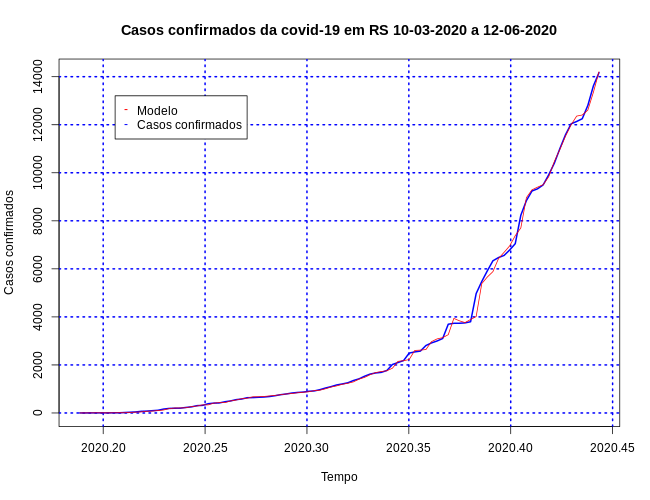 Casos confirmados da covid-19 em RS 10-03-2020 a 12-06-2020
Casos confirmados
14000
12000
10000
8000
6000
4000
2000
0
- Modelo
- Casos confirmados
2020.20 2020.25 2020.30 2020.35 2020.40 2020.45
Tempo